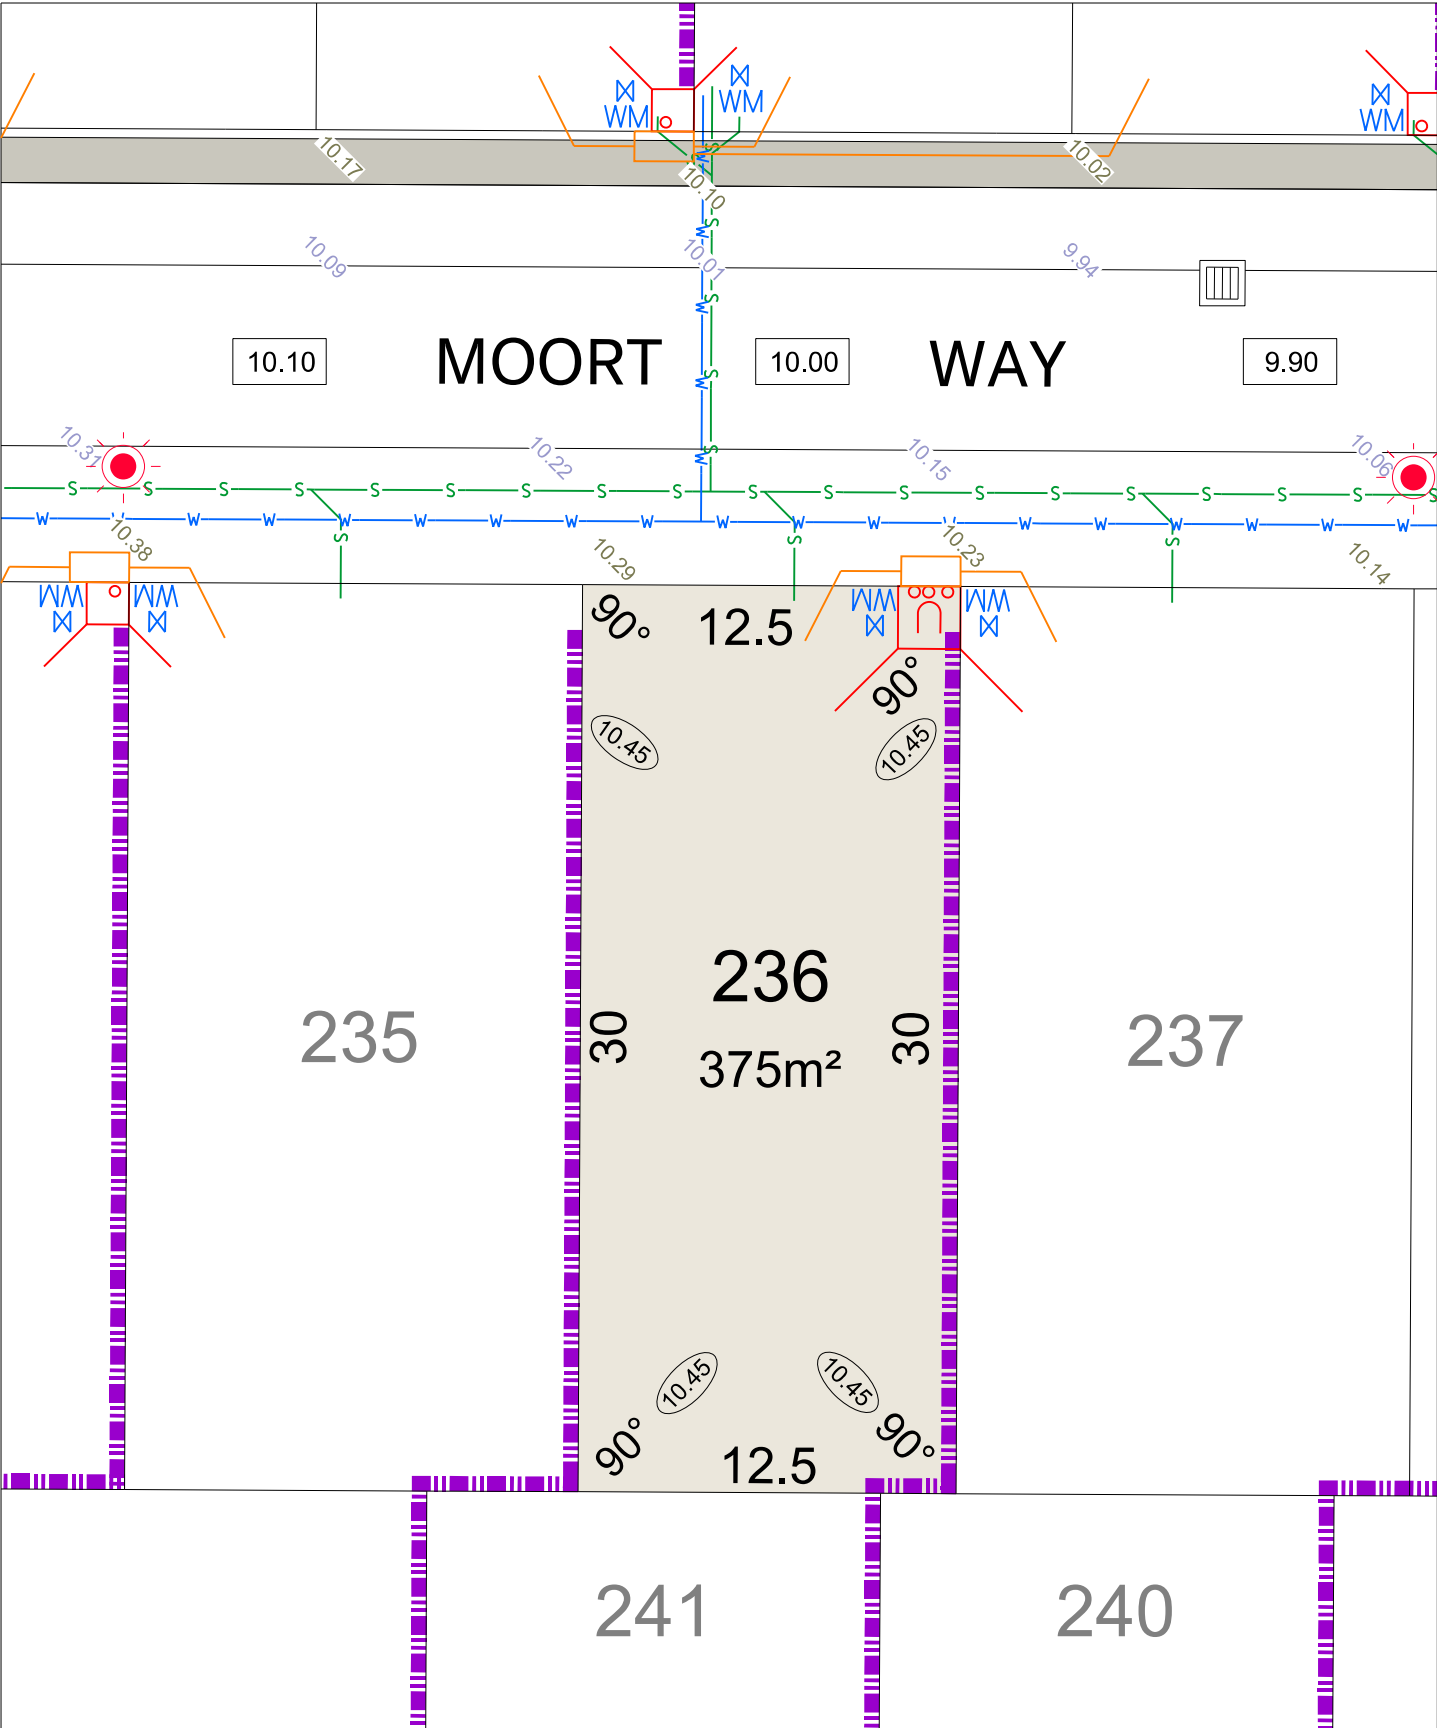 WM
WM
WM
10.17
10.10
10.02
W
S
W
S
10.09
10.01
9.94
W
S
10.10
MOORT
10.00
WAY
9.90
W
S
10.31
10.22
10.15
10.06
W
S
S S S S S S S S S S S S S S S S S S
W W W W W W W W W W W W W W W W W W
10.38
S
10.29
S
10.23
S
10.14
WM WM
90°
12.5
WM WM
90°
10.45
10.45
236
235
30
30
237
375m²
10.45
10.45
90°
90°
12.5
241
240